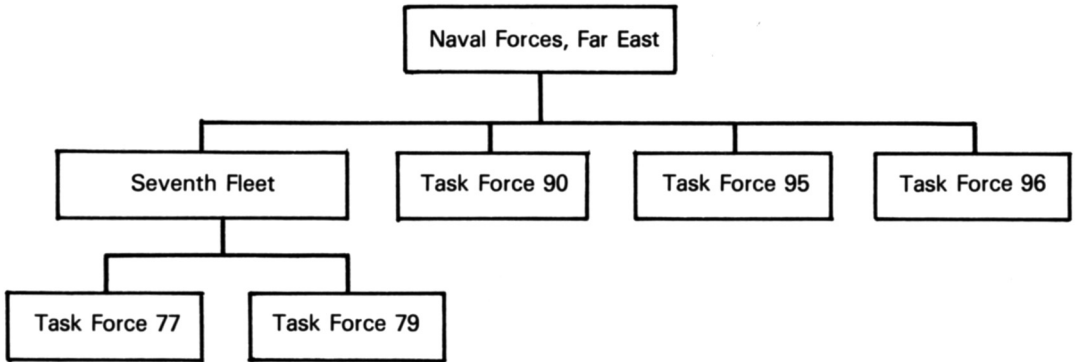 Naval Forces, Far East
Seventh Fleet
Task Force 90
Task Force 95
Task Force 96
Task Force 77
Task Force 79